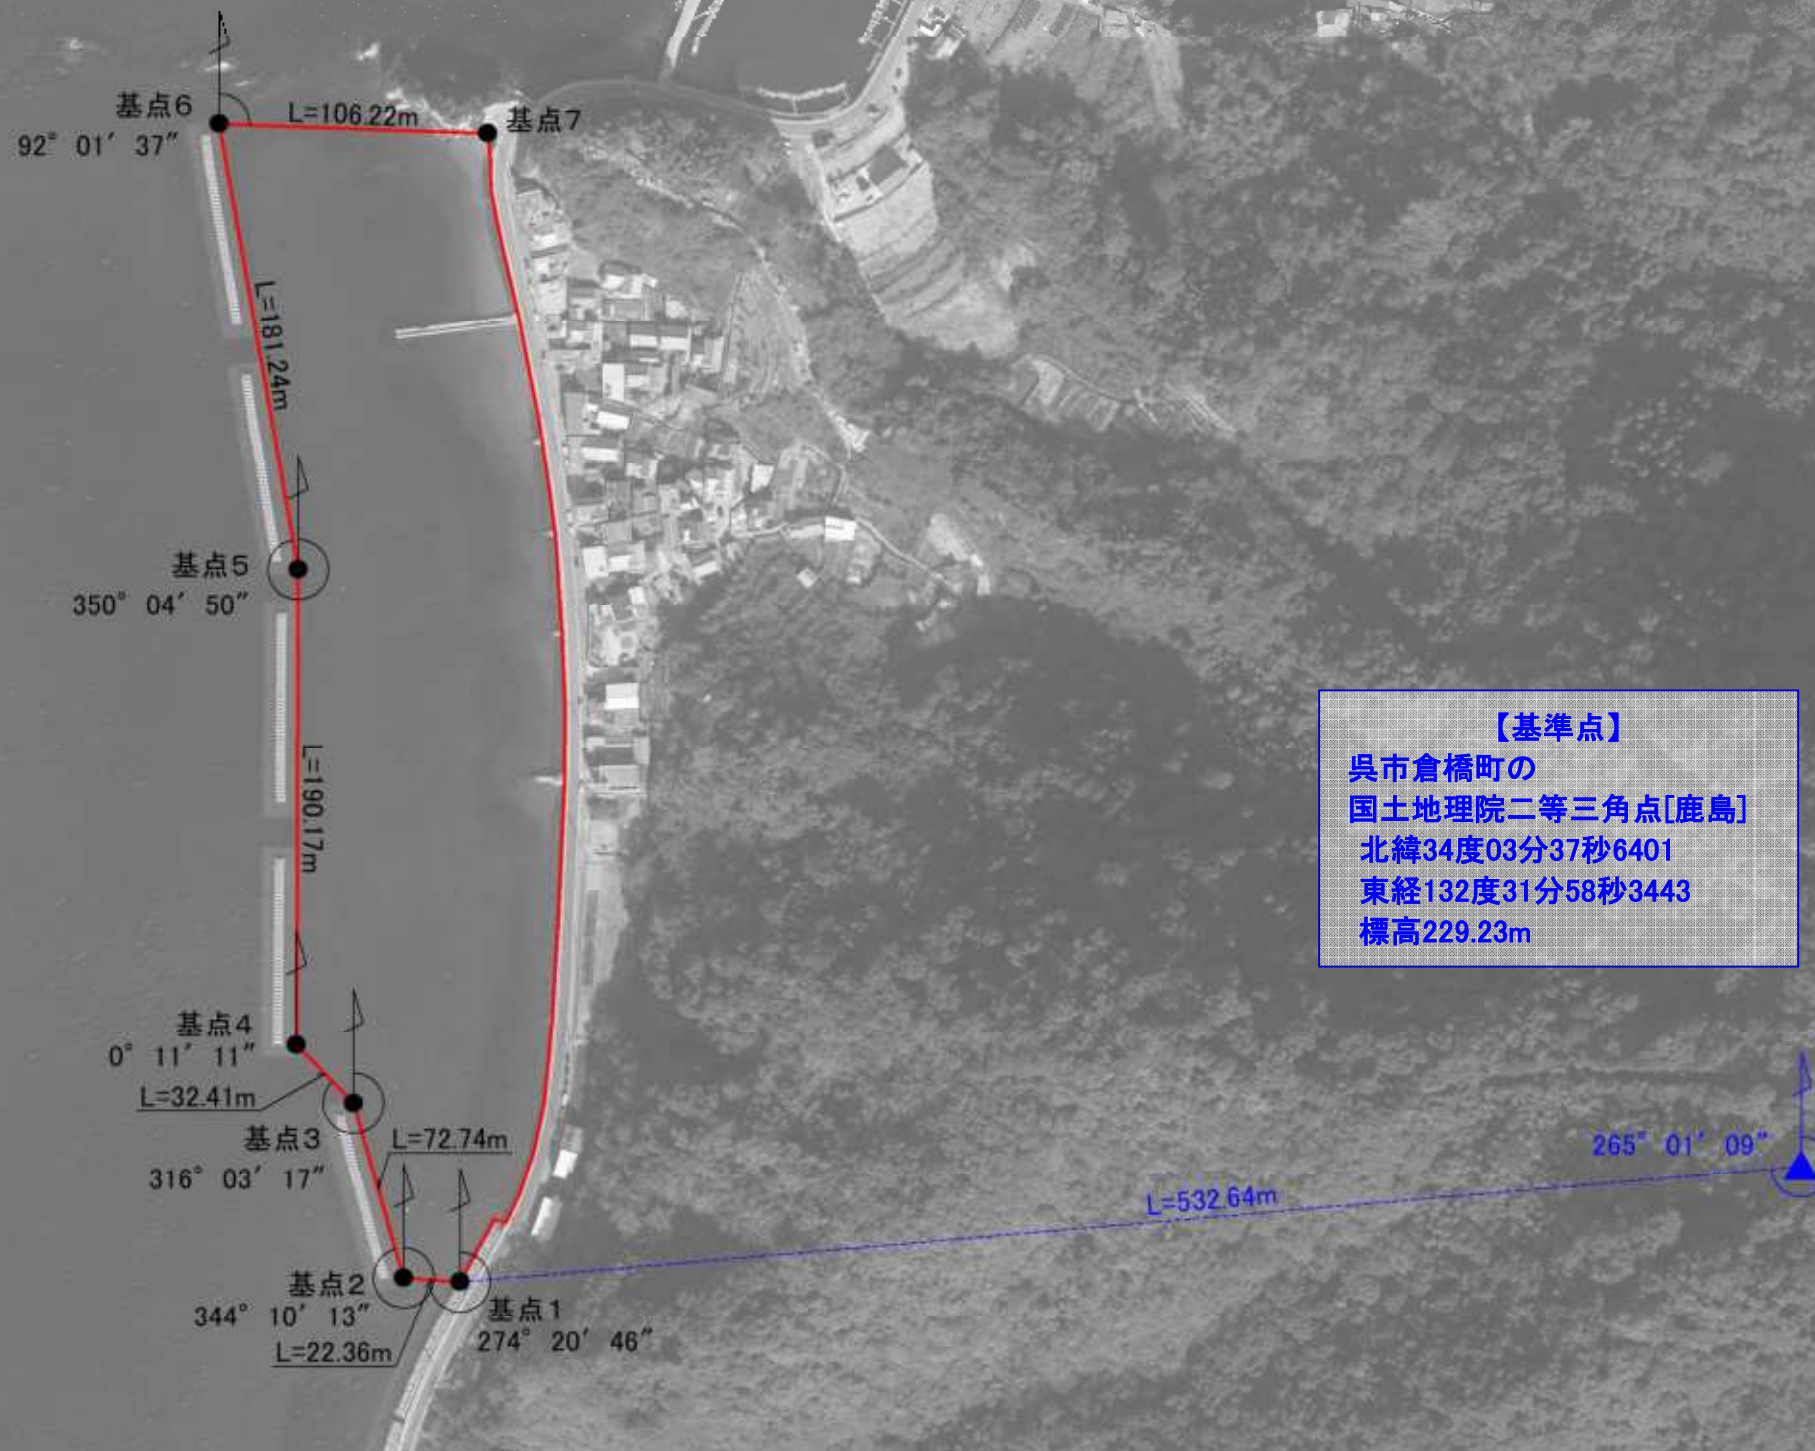 基点6
92° 01′ 37″
L=106.22m
基点7
L=181.24m
基点5
350° 04′ 50″
L=190.17m
【基準点】
呉市倉橋町の
国土地理院二等三角点[鹿島]
北緯34度03分37秒6401
東経132度31分58秒3443
標高229.23m
基点4
0° 11′ 11″
L=32.41m
基点3
316° 03′ 17″
L=72.74m
265° 01′ 09″
L=532.64m
基点2
344° 10′ 13″
L=22.36m
基点1
274° 20′ 46″